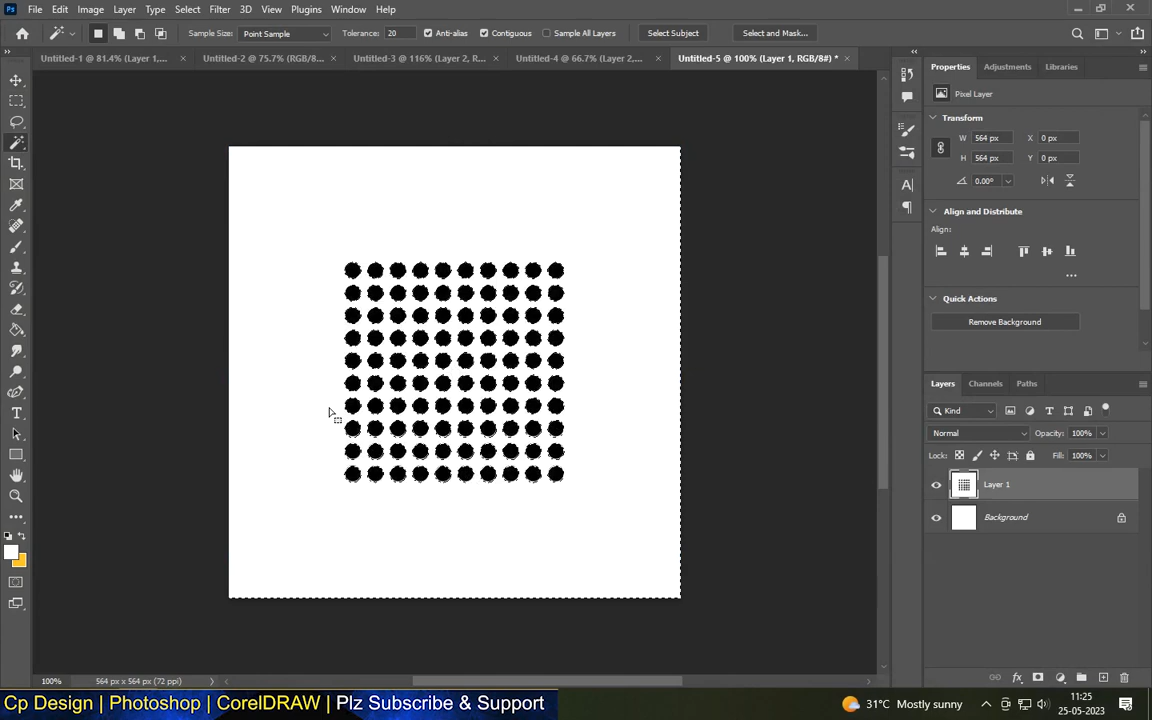 Ps File Edit Image Layer Type Select Filter 3D View Plugins Window Help
Sample Size: Point Sample Tolerance: 20 Anti-alias Contiguous Sample All Layers Select Subject Select and Mask...
Untitled-1 @ 81.4% (Layer 1,... × Untitled-2 @ 75.7% (RGB/8... × Untitled-3 @ 116% (Layer 2, R... × Untitled-4 @ 66.7% (Layer 2,... × Untitled-5 @ 100% (Layer 1, RGB/8#) * ×
Properties Adjustments Libraries
Pixel Layer
Transform
W 564 px X 0 px
H 564 px Y 0 px
0.00°
Align and Distribute
Align:
Quick Actions
Remove Background
Layers Channels Paths
Kind
Normal Opacity: 100%
Lock: Fill: 100%
Layer 1
Background
100% 564 px x 564 px (72 ppi)
Cp Design | Photoshop | CorelDRAW | Plz Subscribe & Support
31°C Mostly sunny
11:25
25-05-2023